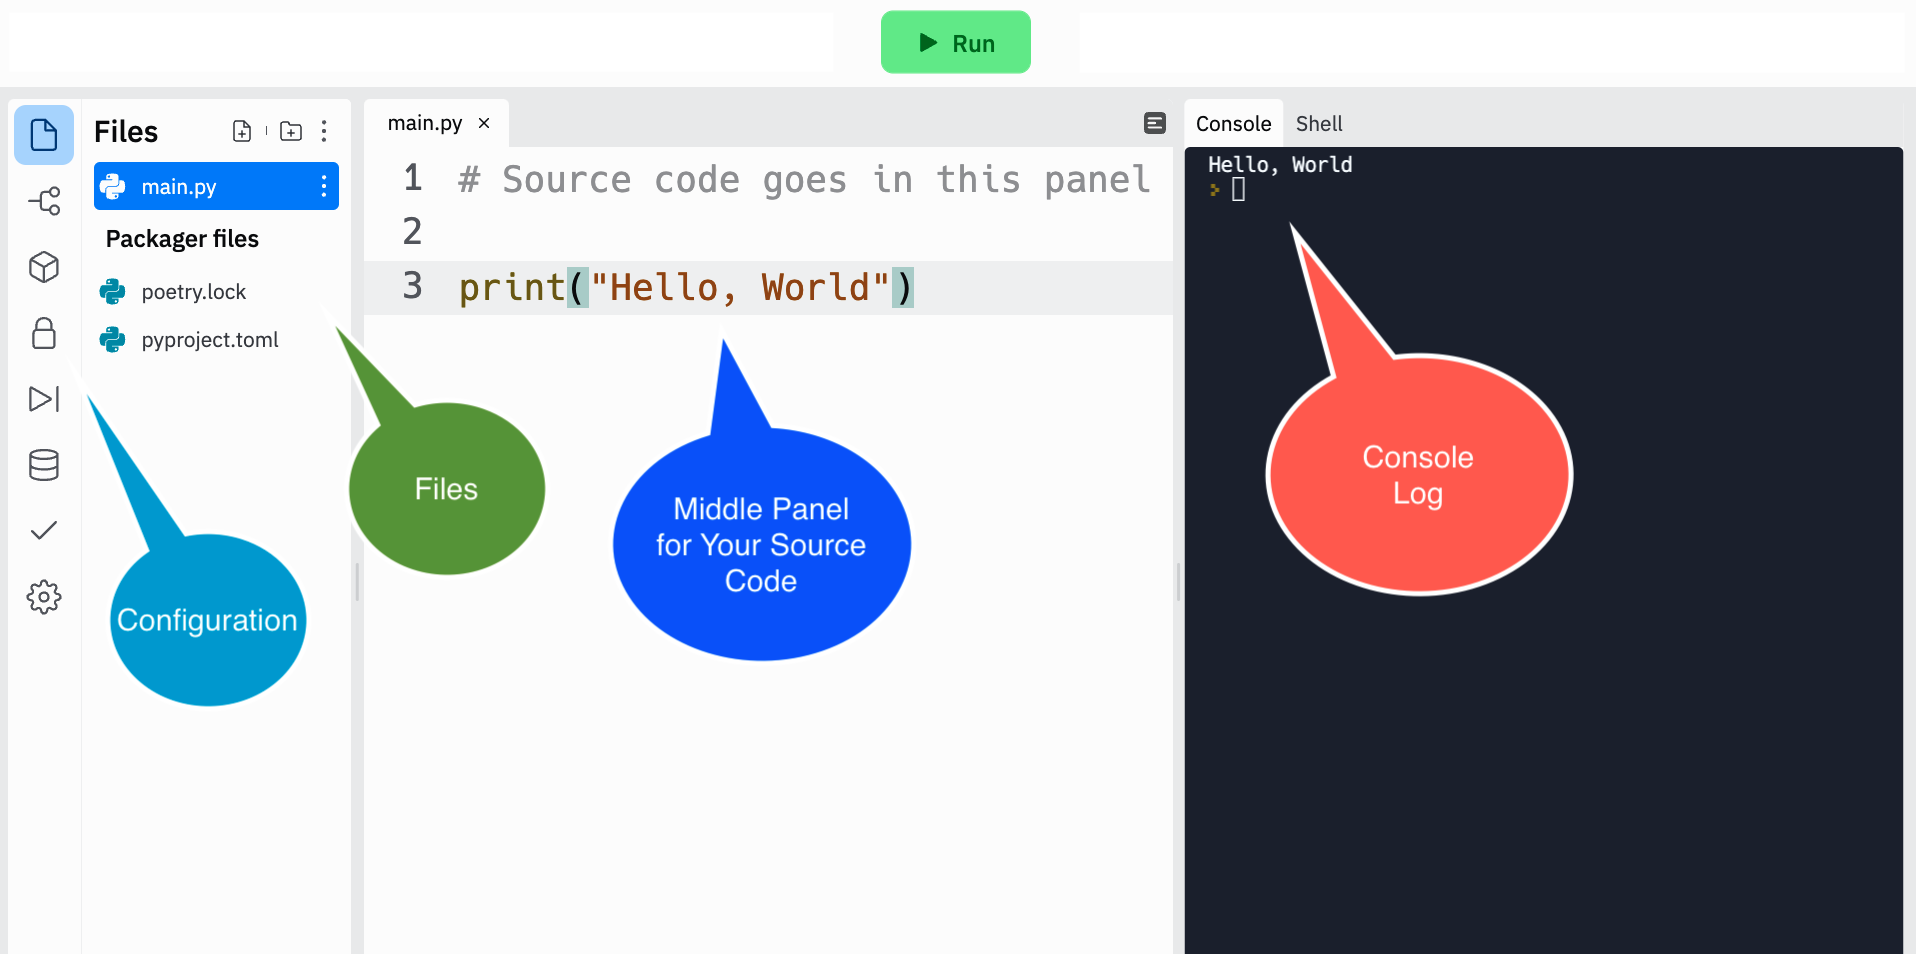 Run
Files
main.py
Packager files
poetry.lock
pyproject.toml
main.py ×
1 # Source code goes in this panel
2
3 print("Hello, World")
Console Shell
Hello, World
>
Configuration
Files
Middle Panel
for Your Source
Code
Console
Log